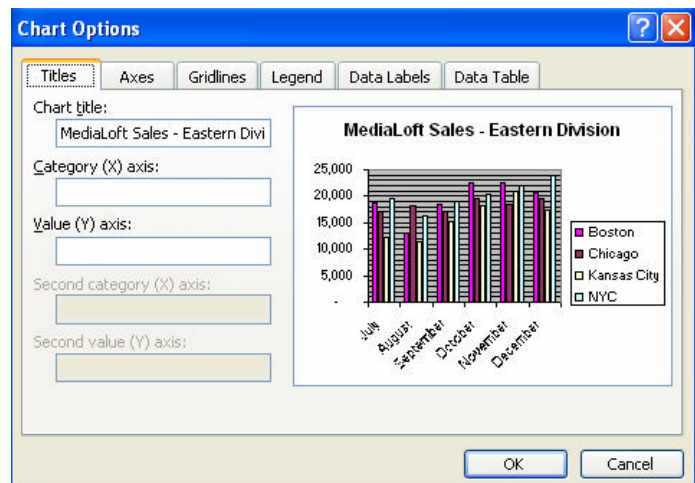 Chart Options
Titles Axes Gridlines Legend Data Labels Data Table
Chart title:
MediaLoft Sales - Eastern Divi
Category (X) axis:
Value (Y) axis:
Second category (X) axis:
Second value (Y) axis:
MediaLoft Sales - Eastern Division
25,000
20,000
15,000
10,000
5,000
-
July
August
September
October
November
December
Boston
Chicago
Kansas City
NYC
OK Cancel